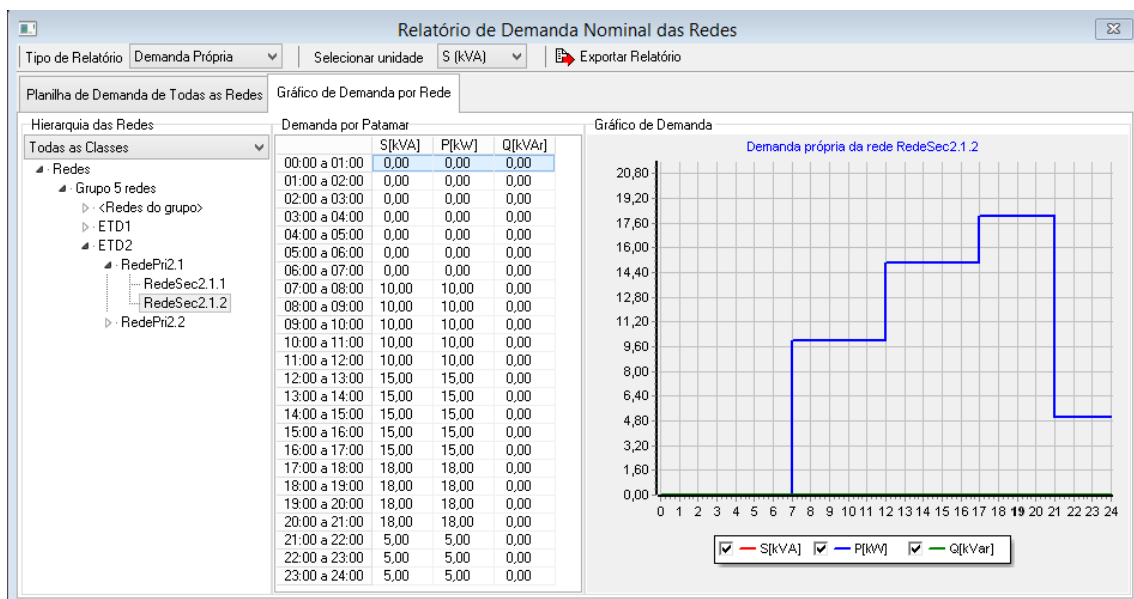 Relatório de Demanda Nominal das Redes
Tipo de Relatório Demanda Própria Selecionar unidade S (kVA) Exportar Relatório
Planilha de Demanda de Todas as Redes Gráfico de Demanda por Rede
Hierarquia das Redes
Todas as Classes
Redes
Grupo 5 redes
<Redes do grupo>
ETD1
ETD2
RedePri2.1
RedeSec2.1.1
RedeSec2.1.2
RedePri2.2
Demanda por Patamar
S[kVA] P[kW] Q[kVAr]
00:00 a 01:00 0,00 0,00 0,00
01:00 a 02:00 0,00 0,00 0,00
02:00 a 03:00 0,00 0,00 0,00
03:00 a 04:00 0,00 0,00 0,00
04:00 a 05:00 0,00 0,00 0,00
05:00 a 06:00 0,00 0,00 0,00
06:00 a 07:00 0,00 0,00 0,00
07:00 a 08:00 10,00 10,00 0,00
08:00 a 09:00 10,00 10,00 0,00
09:00 a 10:00 10,00 10,00 0,00
10:00 a 11:00 10,00 10,00 0,00
11:00 a 12:00 10,00 10,00 0,00
12:00 a 13:00 15,00 15,00 0,00
13:00 a 14:00 15,00 15,00 0,00
14:00 a 15:00 15,00 15,00 0,00
15:00 a 16:00 15,00 15,00 0,00
16:00 a 17:00 15,00 15,00 0,00
17:00 a 18:00 18,00 18,00 0,00
18:00 a 19:00 18,00 18,00 0,00
19:00 a 20:00 18,00 18,00 0,00
20:00 a 21:00 18,00 18,00 0,00
21:00 a 22:00 5,00 5,00 0,00
22:00 a 23:00 5,00 5,00 0,00
23:00 a 24:00 5,00 5,00 0,00
Gráfico de Demanda
Demanda própria da rede RedeSec2.1.2
20,80
19,20
17,60
16,00
14,40
12,80
11,20
9,60
8,00
6,40
4,80
3,20
1,60
0,00
0 1 2 3 4 5 6 7 8 9 10 11 12 13 14 15 16 17 18 19 20 21 22 23 24
S[kVA] P[kW] Q[kVar]